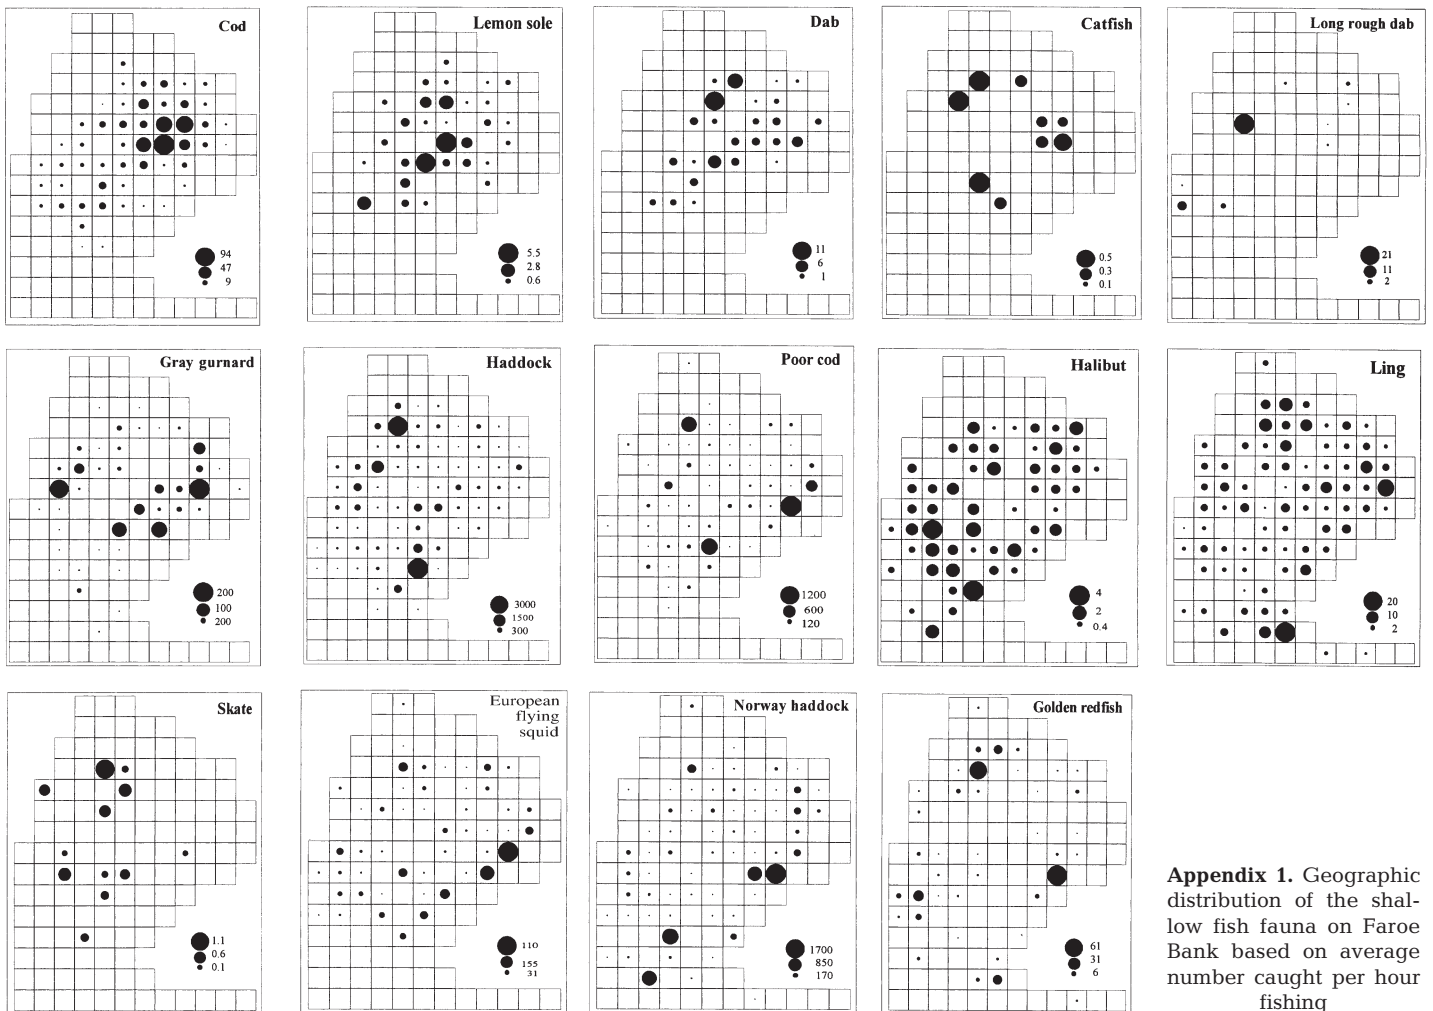 Cod
94
47
9
Lemon sole
5.5
2.8
0.6
Dab
11
6
1
Catfish
0.5
0.3
0.1
Long rough dab
21
11
2
Gray gurnard
200
100
200
Haddock
3000
1500
300
Poor cod
1200
600
120
Halibut
4
2
0.4
Ling
20
10
2
Skate
1.1
0.6
0.1
European
flying
squid
110
155
31
Norway haddock
1700
850
170
Golden redfish
61
31
6
Appendix 1. Geographic
distribution of the shal-
low fish fauna on Faroe
Bank based on average
number caught per hour
fishing